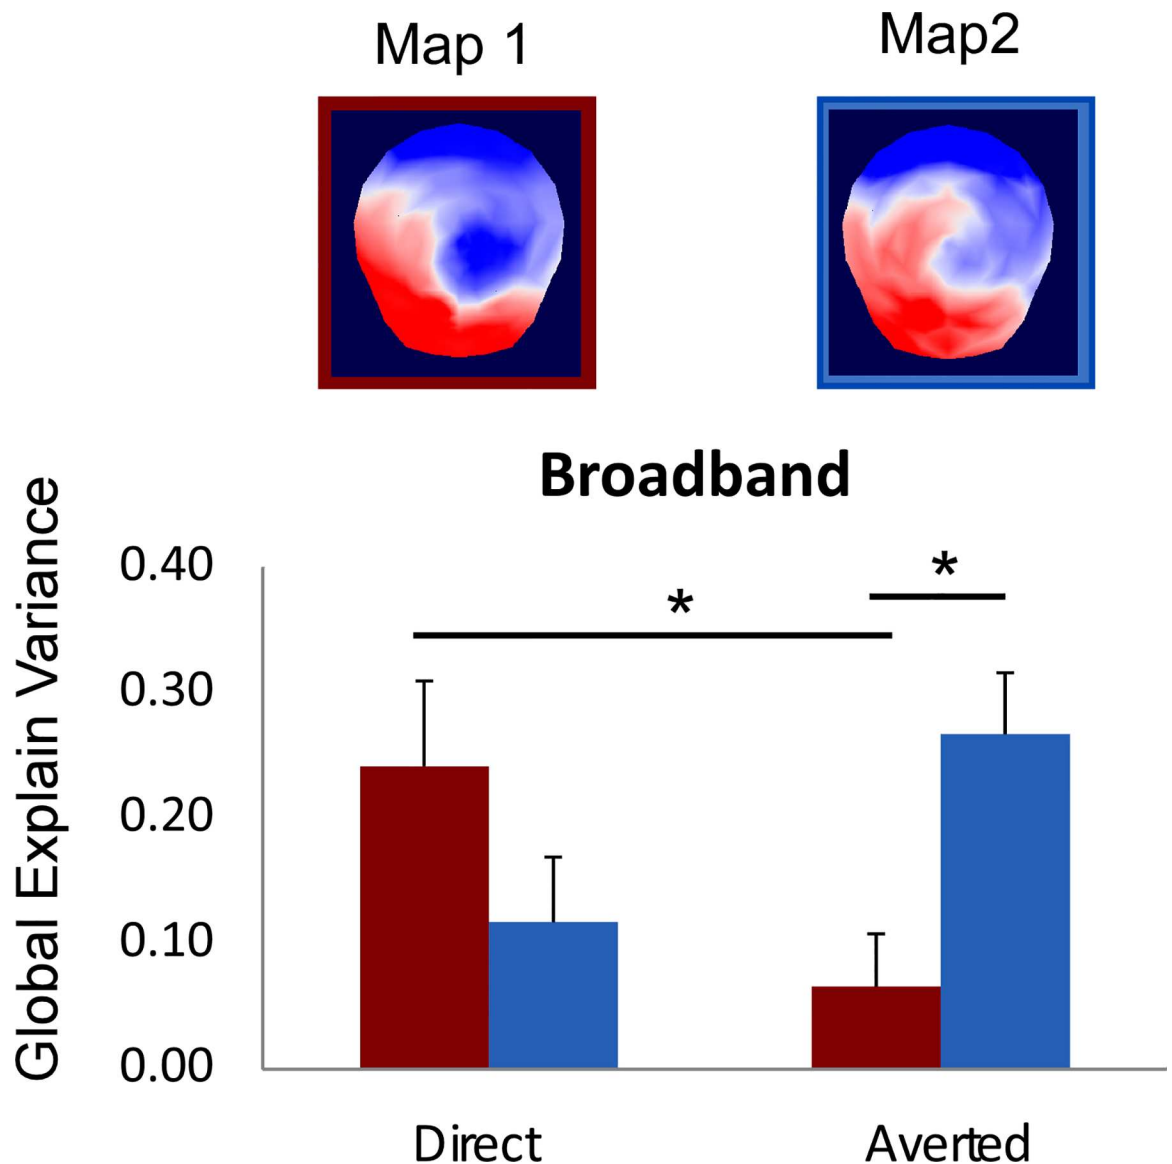 Map 1
Map2
Broadband
Global Explain Variance
0.40
*
*
0.30
0.20
0.10
0.00
Direct
Averted